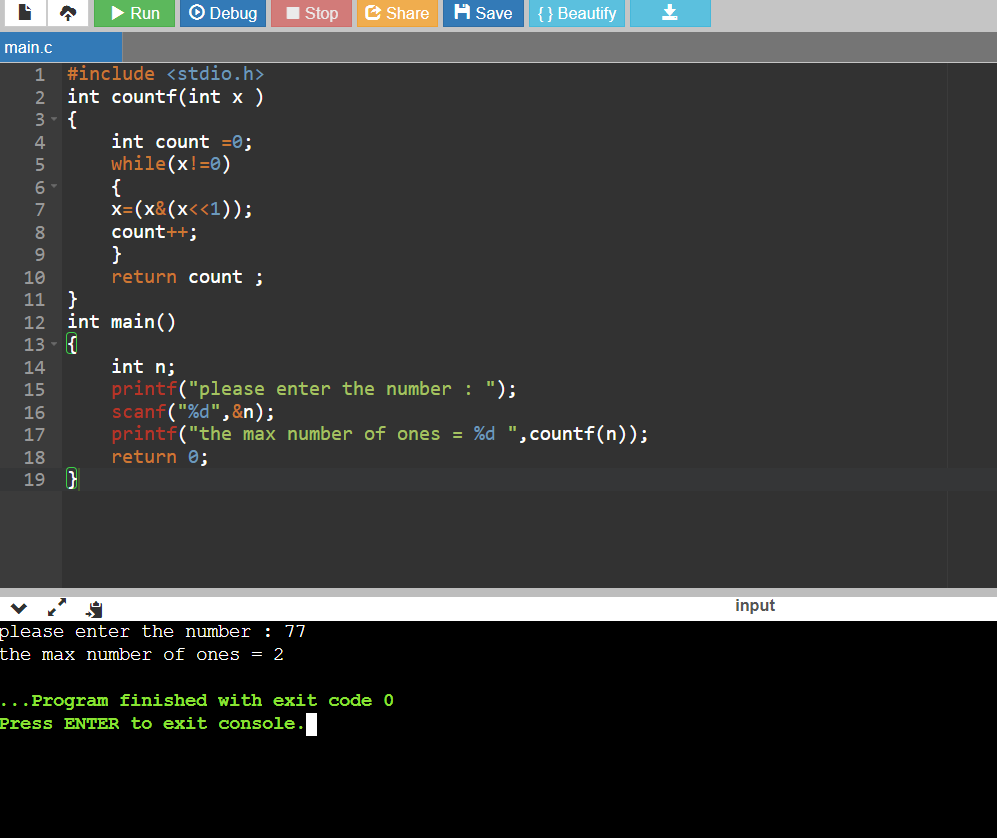 Run Debug Stop Share Save { } Beautify
main.c
1 #include <stdio.h>
2 int countf(int x )
3 {
4 int count =0;
5 while(x!=0)
6 {
7 x=(x&(x<<1));
8 count++;
9 }
10 return count ;
11 }
12 int main()
13 {
14 int n;
15 printf("please enter the number : ");
16 scanf("%d",&n);
17 printf("the max number of ones = %d ",countf(n));
18 return 0;
19 }
input
please enter the number : 77
the max number of ones = 2
...Program finished with exit code 0
Press ENTER to exit console.